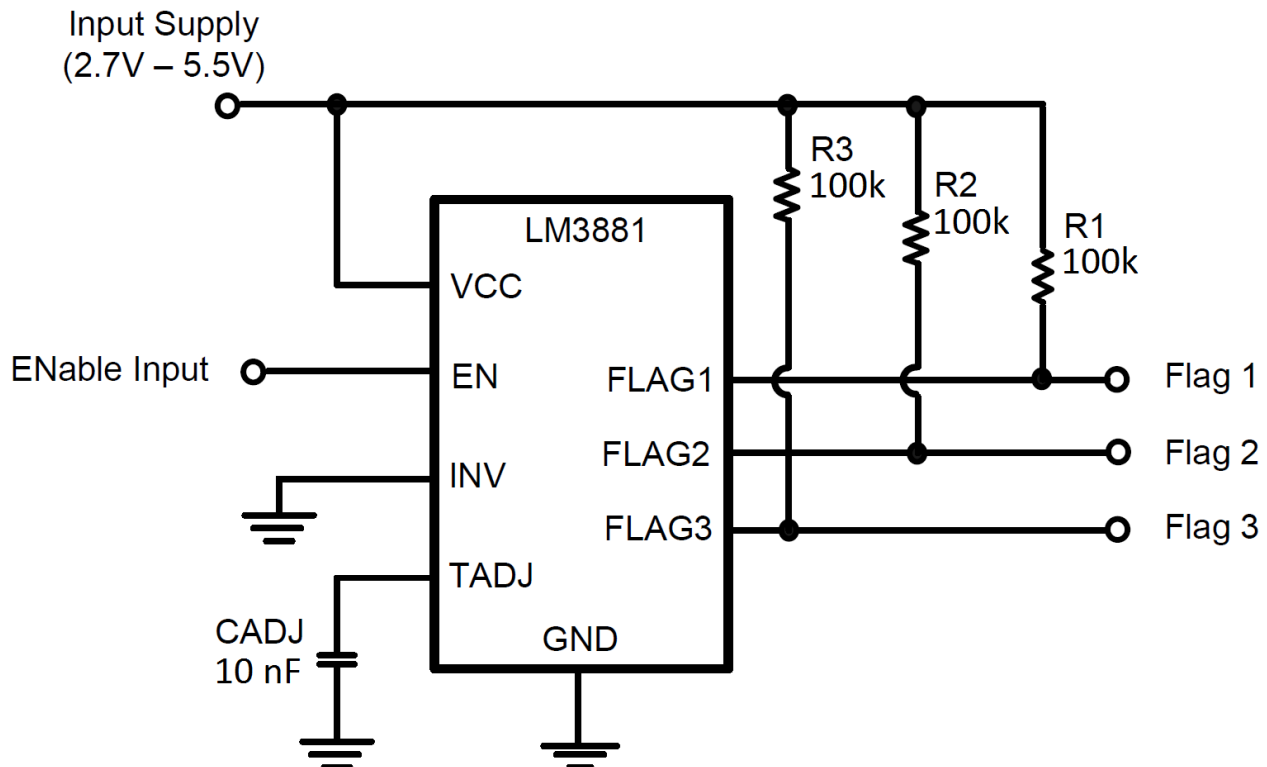 Input Supply
(2.7V – 5.5V)
R3
100k
R2
100k
R1
100k
LM3881
VCC
ENable Input
EN
FLAG1
Flag 1
FLAG2
Flag 2
INV
FLAG3
Flag 3
TADJ
CADJ
10 nF
GND